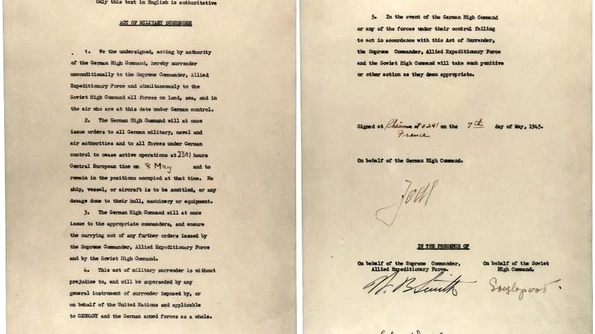 Only this text in English is authoritative
ACT OF MILITARY SURRENDER
1. We the undersigned, acting by authority
of the German High Command, hereby surrender
unconditionally to the Supreme Commander, Allied
Expeditionary Force and simultaneously to the
Soviet High Command all forces on land, sea, and in
the air who are at this date under German control.
2. The German High Command will at once
issue orders to all German military, naval and
air authorities and to all forces under German
control to cease active operations at 2301 hours
Central European time on 8 May and to
remain in the positions occupied at that time. No
ship, vessel, or aircraft is to be scuttled, or any
damage done to their hull, machinery or equipment.
3. The German High Command will at once
issue to the appropriate commanders, and ensure
the carrying out of any further orders issued by
the Supreme Commander, Allied Expeditionary Force
and by the Soviet High Command.
4. This act of military surrender is without
prejudice to, and will be superseded by any
general instrument of surrender imposed by, or
on behalf of the United Nations and applicable
to GERMANY and the German armed forces as a whole.
5. In the event of the German High Command
or any of the forces under their control failing
to act in accordance with this Act of Surrender,
the Supreme Commander, Allied Expeditionary Force
and the Soviet High Command will take such punitive
or other action as they deem appropriate.
Signed at Rheims at 0241 on the 7th day of May, 1945.
France
On behalf of the German High Command.
Jodl
IN THE PRESENCE OF
On behalf of the Supreme Commander, On behalf of the Soviet
Allied Expeditionary Force. High Command.
W. B. Smith